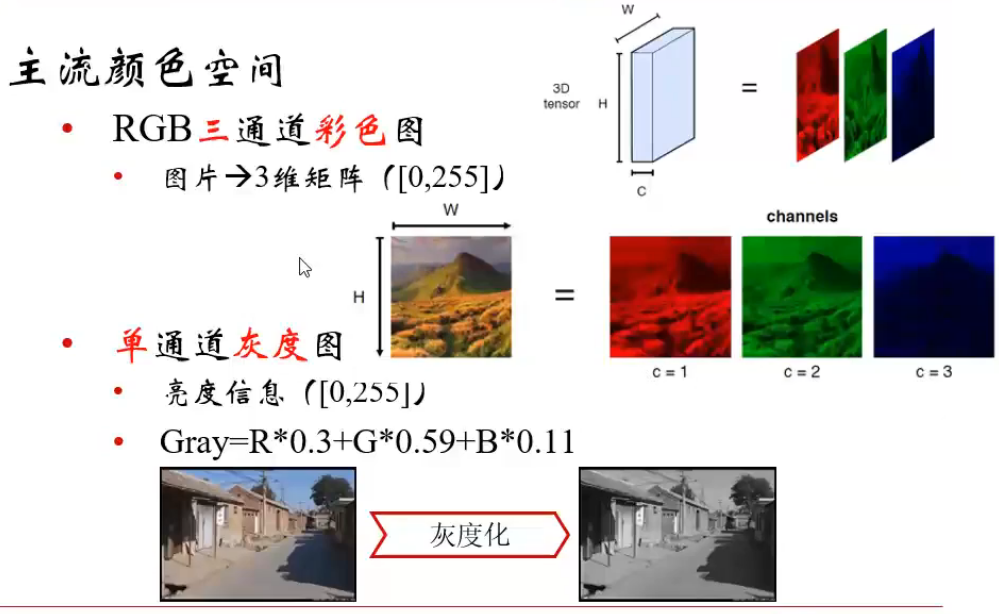 主流颜色空间
• RGB三通道彩色图
• 图片→3维矩阵（[0,255]）
W
3D
tensor
H
=
C
W
H
=
channels
c = 1
c = 2
c = 3
• 单通道灰度图
• 亮度信息（[0,255]）
• Gray=R*0.3+G*0.59+B*0.11
灰度化